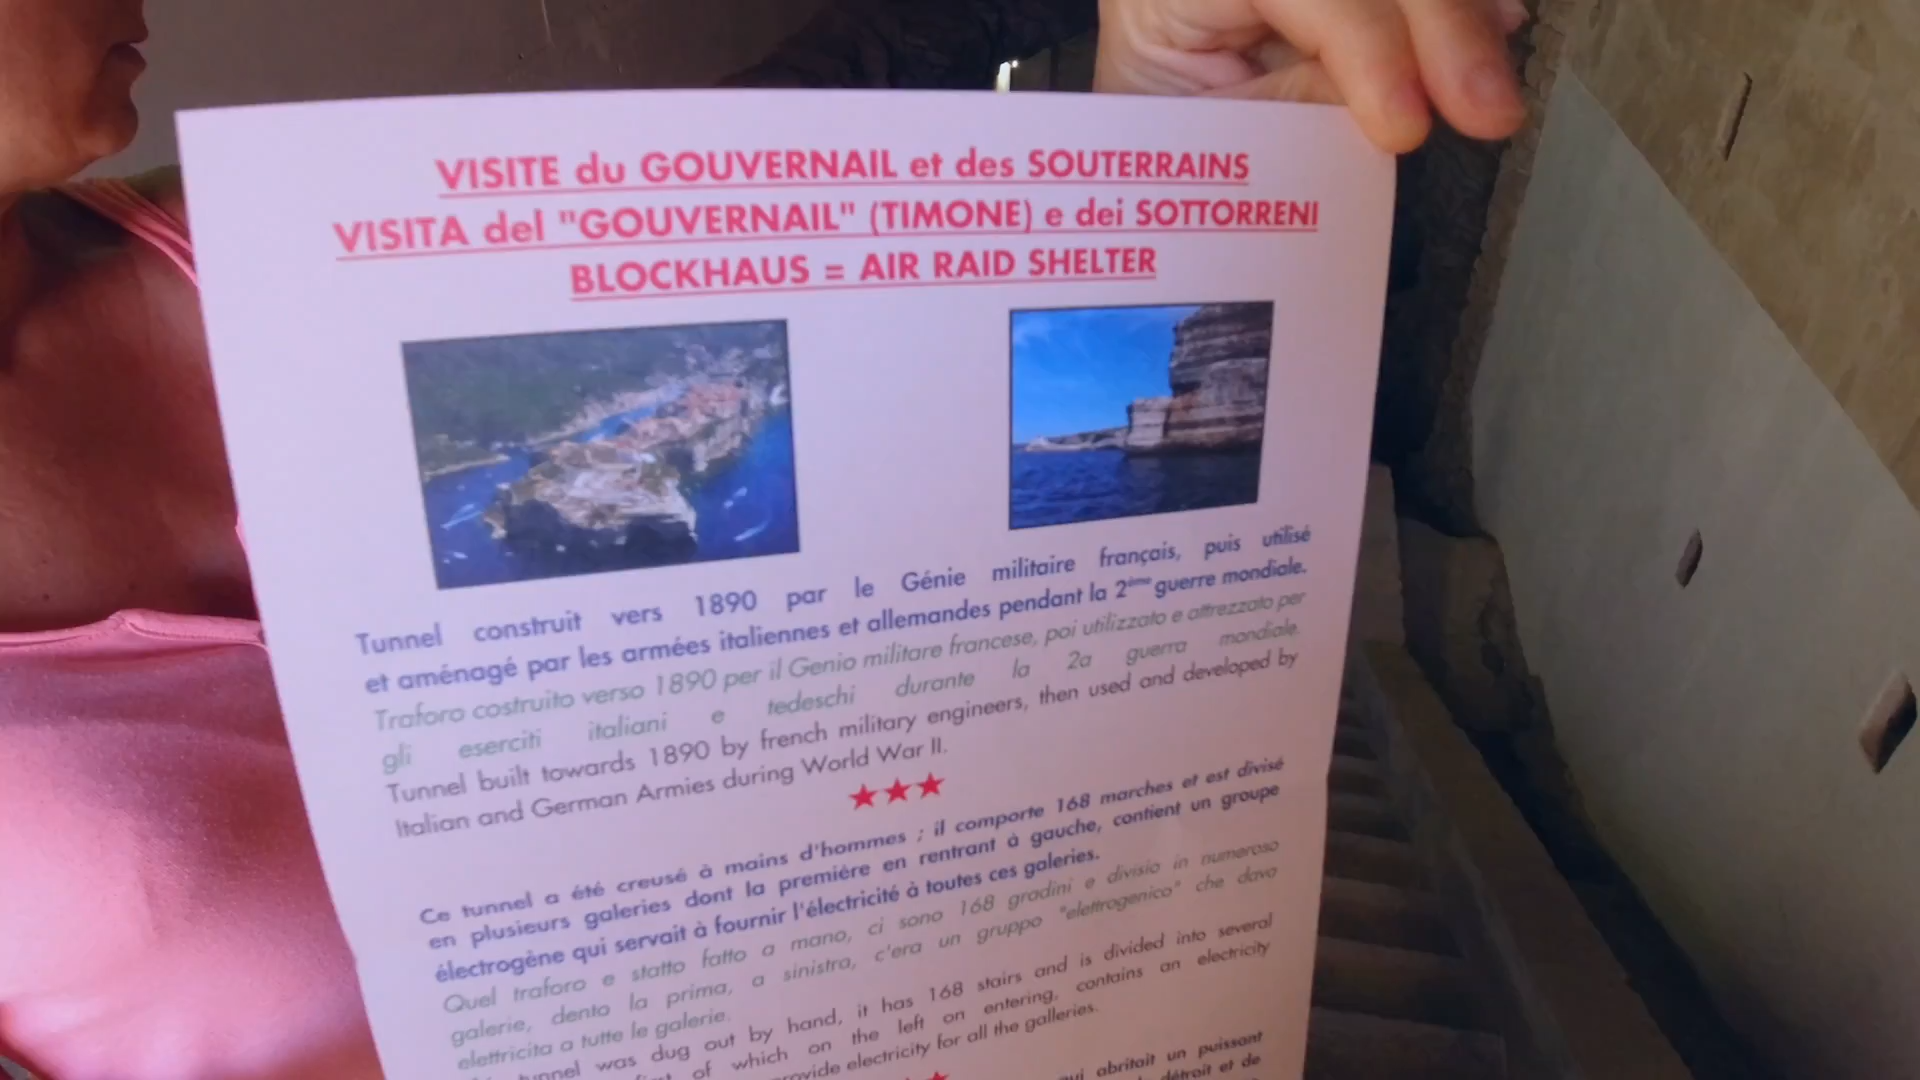 VISITE du GOUVERNAIL et des SOUTERRAINS
VISITA del "GOUVERNAIL" (TIMONE) e dei SOTTORRENI
BLOCKHAUS = AIR RAID SHELTER
Tunnel construit vers 1890 par le Génie militaire français, puis utilisé
et aménagé par les armées italiennes et allemandes pendant la 2ème guerre mondiale.
Traforo costruito verso 1890 per il Genio militare francese, poi utilizzato e attrezzato per
gli eserciti italiani e tedeschi durante la 2a guerra mondiale.
Tunnel built towards 1890 by french military engineers, then used and developed by
Italian and German Armies during World War II.
★★★
Ce tunnel a été creusé à mains d'hommes ; il comporte 168 marches et est divisé
en plusieurs galeries dont la première en rentrant à gauche, contient un groupe
électrogène qui servait à fournir l'électricité à toutes ces galeries.
Quel traforo e statto fatto a mano, ci sono 168 gradini e divisio in numeroso
galerie, dento la prima, a sinistra, c'era un gruppo "elettrogenico" che dava
elettricita a tutte le galerie.
tunnel was dug out by hand, it has 168 stairs and is divided into several
of which on the left on entering, contains an electricity
provide electricity for all the galleries.
qui abritait un puissant
détroit et de